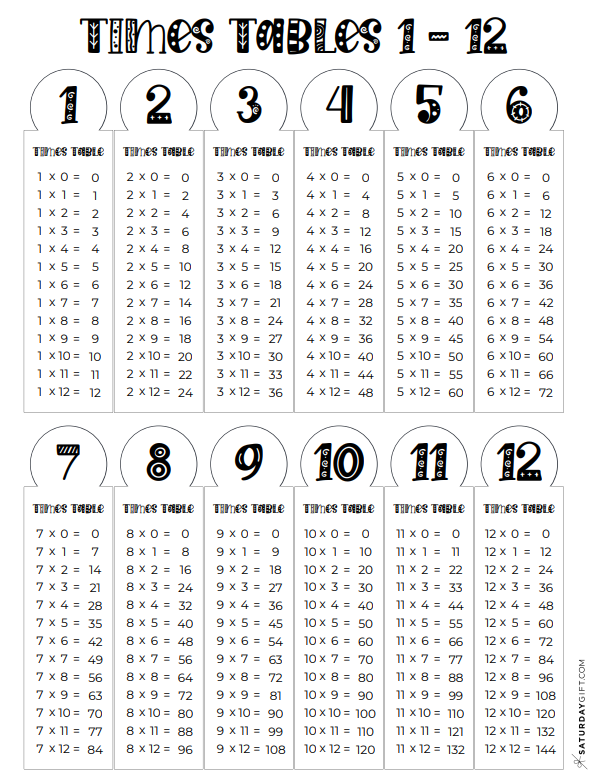 Times Tables 1 - 12
1
Times Table
1 x 0 = 0
1 x 1 = 1
1 x 2 = 2
1 x 3 = 3
1 x 4 = 4
1 x 5 = 5
1 x 6 = 6
1 x 7 = 7
1 x 8 = 8
1 x 9 = 9
1 x 10 = 10
1 x 11 = 11
1 x 12 = 12
2
Times Table
2 x 0 = 0
2 x 1 = 2
2 x 2 = 4
2 x 3 = 6
2 x 4 = 8
2 x 5 = 10
2 x 6 = 12
2 x 7 = 14
2 x 8 = 16
2 x 9 = 18
2 x 10 = 20
2 x 11 = 22
2 x 12 = 24
3
Times Table
3 x 0 = 0
3 x 1 = 3
3 x 2 = 6
3 x 3 = 9
3 x 4 = 12
3 x 5 = 15
3 x 6 = 18
3 x 7 = 21
3 x 8 = 24
3 x 9 = 27
3 x 10 = 30
3 x 11 = 33
3 x 12 = 36
4
Times Table
4 x 0 = 0
4 x 1 = 4
4 x 2 = 8
4 x 3 = 12
4 x 4 = 16
4 x 5 = 20
4 x 6 = 24
4 x 7 = 28
4 x 8 = 32
4 x 9 = 36
4 x 10 = 40
4 x 11 = 44
4 x 12 = 48
5
Times Table
5 x 0 = 0
5 x 1 = 5
5 x 2 = 10
5 x 3 = 15
5 x 4 = 20
5 x 5 = 25
5 x 6 = 30
5 x 7 = 35
5 x 8 = 40
5 x 9 = 45
5 x 10 = 50
5 x 11 = 55
5 x 12 = 60
6
Times Table
6 x 0 = 0
6 x 1 = 6
6 x 2 = 12
6 x 3 = 18
6 x 4 = 24
6 x 5 = 30
6 x 6 = 36
6 x 7 = 42
6 x 8 = 48
6 x 9 = 54
6 x 10 = 60
6 x 11 = 66
6 x 12 = 72
7
Times Table
7 x 0 = 0
7 x 1 = 7
7 x 2 = 14
7 x 3 = 21
7 x 4 = 28
7 x 5 = 35
7 x 6 = 42
7 x 7 = 49
7 x 8 = 56
7 x 9 = 63
7 x 10 = 70
7 x 11 = 77
7 x 12 = 84
8
Times Table
8 x 0 = 0
8 x 1 = 8
8 x 2 = 16
8 x 3 = 24
8 x 4 = 32
8 x 5 = 40
8 x 6 = 48
8 x 7 = 56
8 x 8 = 64
8 x 9 = 72
8 x 10 = 80
8 x 11 = 88
8 x 12 = 96
9
Times Table
9 x 0 = 0
9 x 1 = 9
9 x 2 = 18
9 x 3 = 27
9 x 4 = 36
9 x 5 = 45
9 x 6 = 54
9 x 7 = 63
9 x 8 = 72
9 x 9 = 81
9 x 10 = 90
9 x 11 = 99
9 x 12 = 108
10
Times Table
10 x 0 = 0
10 x 1 = 10
10 x 2 = 20
10 x 3 = 30
10 x 4 = 40
10 x 5 = 50
10 x 6 = 60
10 x 7 = 70
10 x 8 = 80
10 x 9 = 90
10 x 10 = 100
10 x 11 = 110
10 x 12 = 120
11
Times Table
11 x 0 = 0
11 x 1 = 11
11 x 2 = 22
11 x 3 = 33
11 x 4 = 44
11 x 5 = 55
11 x 6 = 66
11 x 7 = 77
11 x 8 = 88
11 x 9 = 99
11 x 10 = 110
11 x 11 = 121
11 x 12 = 132
12
Times Table
12 x 0 = 0
12 x 1 = 12
12 x 2 = 24
12 x 3 = 36
12 x 4 = 48
12 x 5 = 60
12 x 6 = 72
12 x 7 = 84
12 x 8 = 96
12 x 9 = 108
12 x 10 = 120
12 x 11 = 132
12 x 12 = 144
SATURDAYGIFT.COM